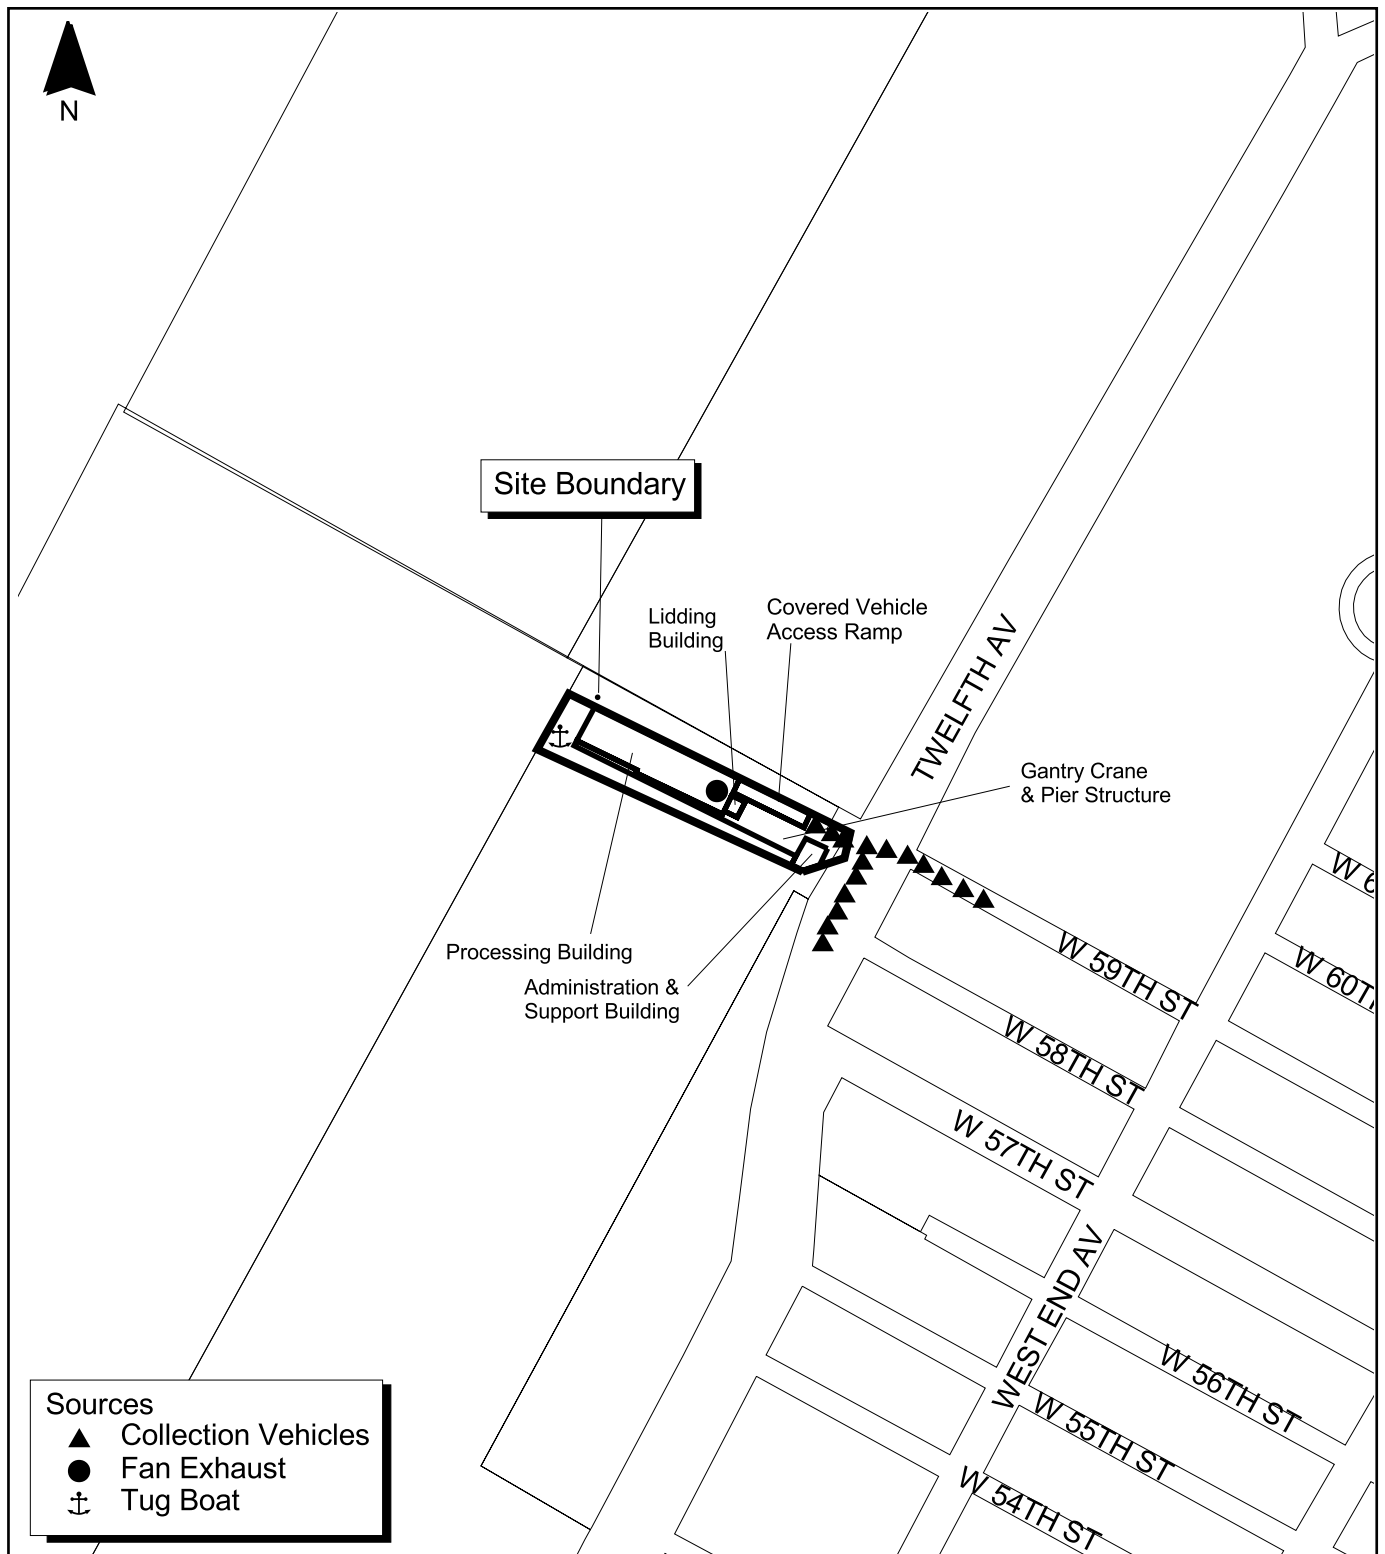 N
Site Boundary
Lidding
Building
Covered Vehicle
Access Ramp
TWELFTH AV
Gantry Crane
& Pier Structure
W 6
W 59TH ST
W 60T
Processing Building
Administration &
Support Building
W 58TH ST
W 57TH ST
WEST END AV
W 56TH ST
W 55TH ST
W 54TH ST
Sources
Collection Vehicles
Fan Exhaust
Tug Boat